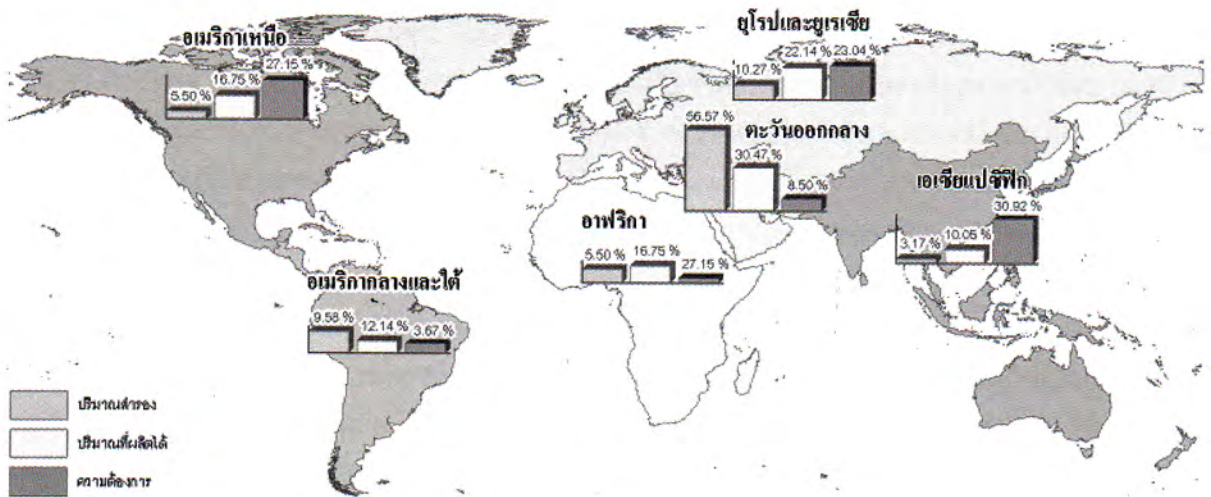 อเมริกาเหนือ
5.50 %
16.75 %
27.15 %
ยุโรปและยูเรเซีย
10.27 %
22.14 %
23.04 %
ตะวันออกกลาง
56.57 %
30.47 %
8.50 %
เอเซียแปซิฟิก
3.17 %
10.05 %
30.92 %
อาฟริกา
5.50 %
16.75 %
27.15 %
อเมริกากลางและใต้
9.58 %
12.14 %
3.67 %
ปริมาณสำรอง
ปริมาณที่ผลิตได้
ความต้องการ